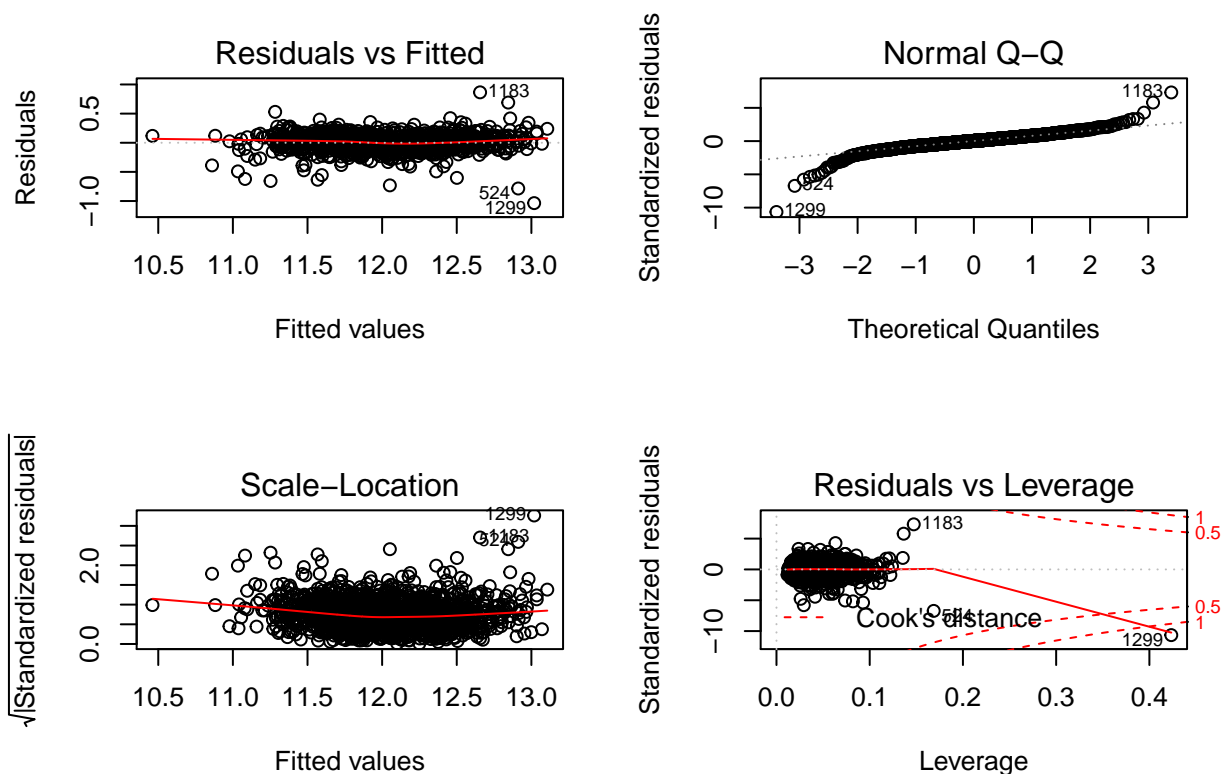 Residuals vs Fitted
Residuals
0.5
−1.0
1183
524
1299
10.5 11.0 11.5 12.0 12.5 13.0
Fitted values
Normal Q−Q
Standardized residuals
0
−10
1183
524
1299
−3 −2 −1 0 1 2 3
Theoretical Quantiles
Scale−Location
√|Standardized residuals|
2.0
0.0
1299
1183
524
10.5 11.0 11.5 12.0 12.5 13.0
Fitted values
Residuals vs Leverage
Standardized residuals
0
−10
1183
524
1299
Cook's distance
1
0.5
0.5
1
0.0 0.1 0.2 0.3 0.4
Leverage